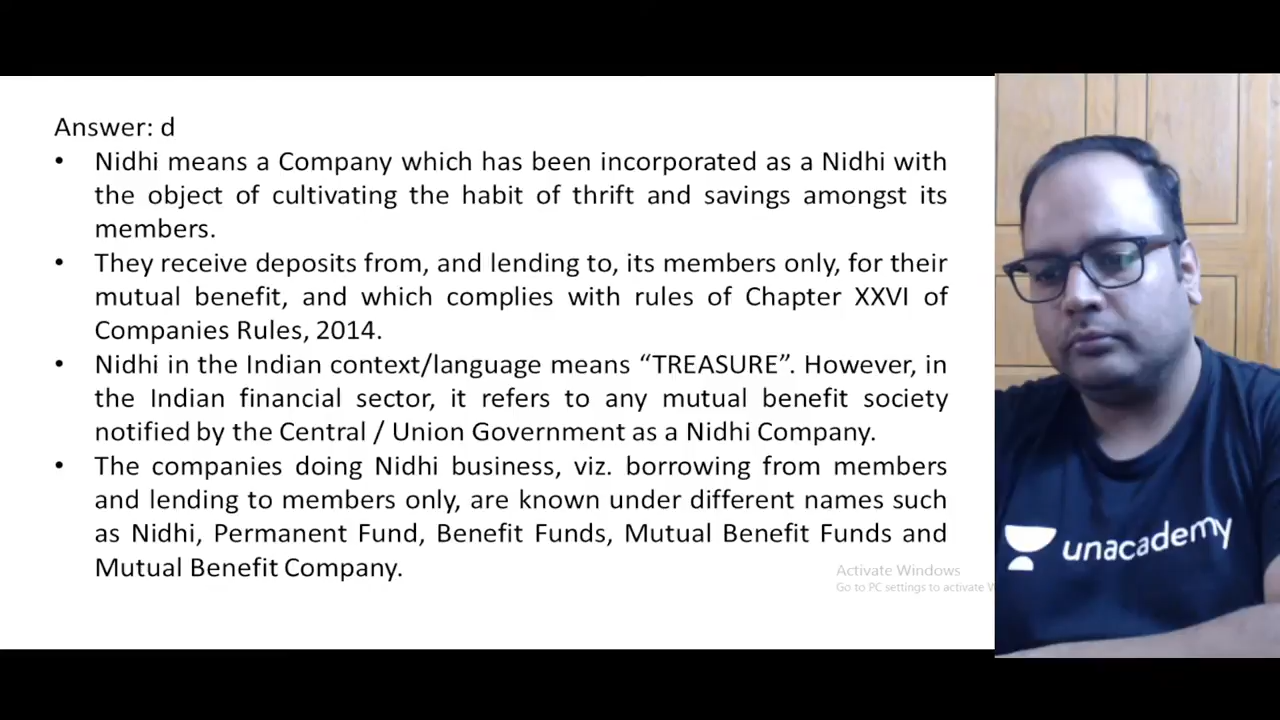 Answer: d
• Nidhi means a Company which has been incorporated as a Nidhi with
the object of cultivating the habit of thrift and savings amongst its
members.
• They receive deposits from, and lending to, its members only, for their
mutual benefit, and which complies with rules of Chapter XXVI of
Companies Rules, 2014.
• Nidhi in the Indian context/language means “TREASURE”. However, in
the Indian financial sector, it refers to any mutual benefit society
notified by the Central / Union Government as a Nidhi Company.
• The companies doing Nidhi business, viz. borrowing from members
and lending to members only, are known under different names such
as Nidhi, Permanent Fund, Benefit Funds, Mutual Benefit Funds and
Mutual Benefit Company.
Activate Windows
Go to PC settings to activate W
unacademy